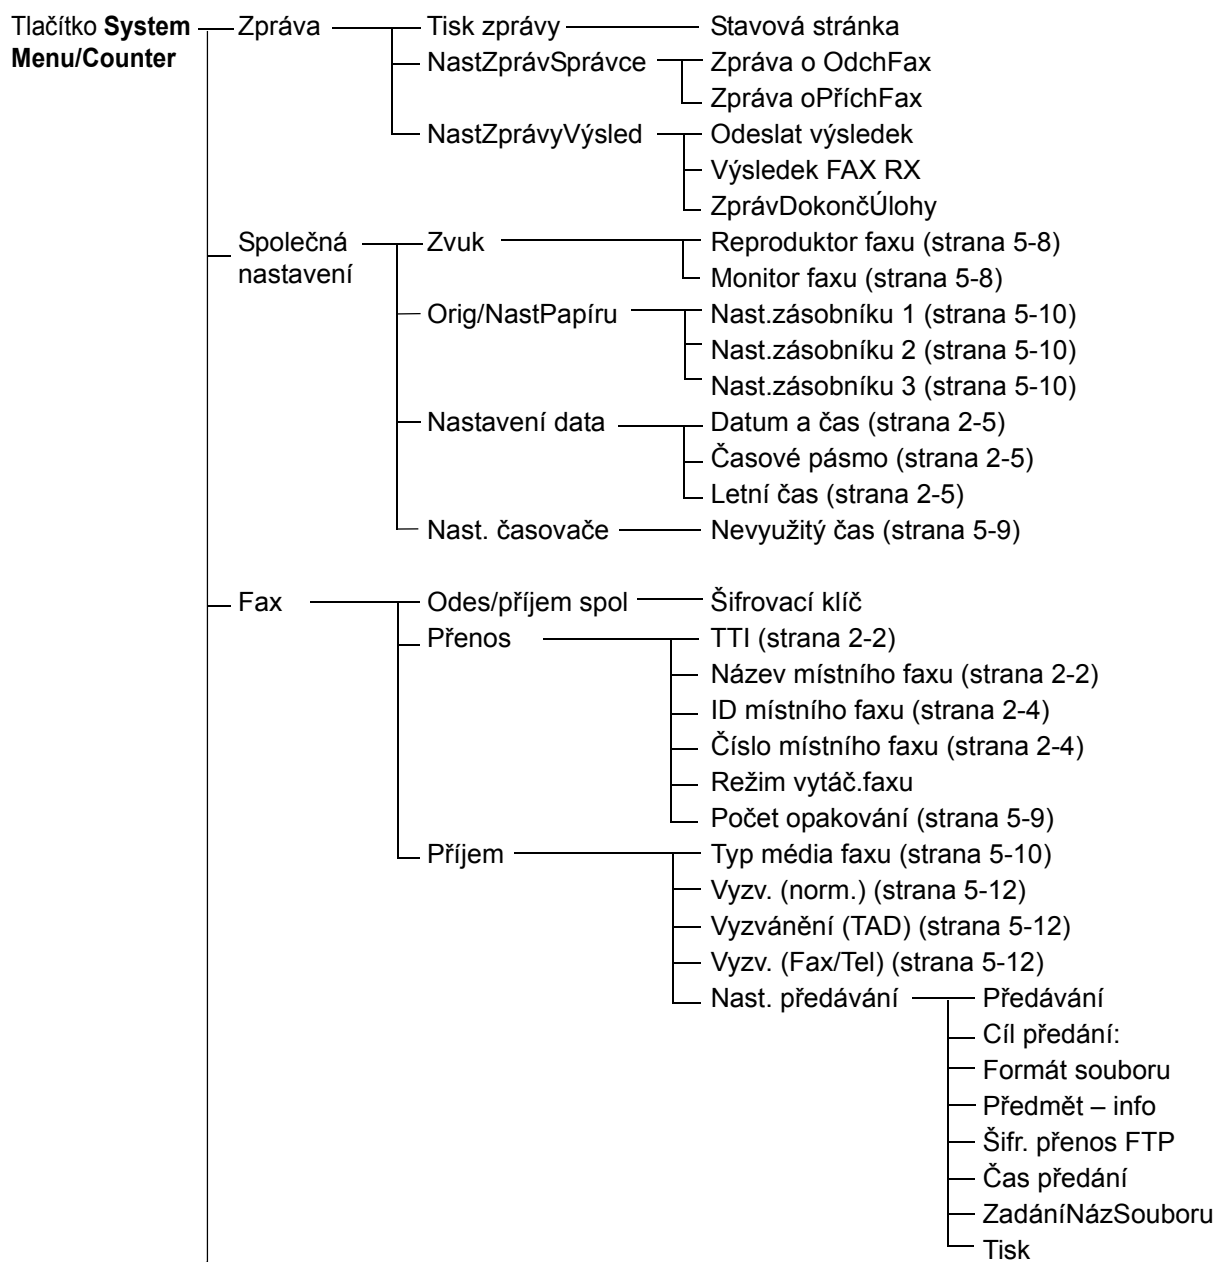 Tlačítko System Menu/Counter
Zpráva
Tisk zprávy
Stavová stránka
NastZprávSprávce
Zpráva o OdchFax
Zpráva oPříchFax
NastZprávyVýsled
Odeslat výsledek
Výsledek FAX RX
ZprávDokončÚlohy
Společná nastavení
Zvuk
Reproduktor faxu (strana 5-8)
Monitor faxu (strana 5-8)
Orig/NastPapíru
Nast.zásobníku 1 (strana 5-10)
Nast.zásobníku 2 (strana 5-10)
Nast.zásobníku 3 (strana 5-10)
Nastavení data
Datum a čas (strana 2-5)
Časové pásmo (strana 2-5)
Letní čas (strana 2-5)
Nast. časovače
Nevyužitý čas (strana 5-9)
Fax
Odes/příjem spol
Šifrovací klíč
Přenos
TTI (strana 2-2)
Název místního faxu (strana 2-2)
ID místního faxu (strana 2-4)
Číslo místního faxu (strana 2-4)
Režim vytáč.faxu
Počet opakování (strana 5-9)
Příjem
Typ média faxu (strana 5-10)
Vyzv. (norm.) (strana 5-12)
Vyzvánění (TAD) (strana 5-12)
Vyzv. (Fax/Tel) (strana 5-12)
Nast. předávání
Předávání
Cíl předání:
Formát souboru
Předmět – info
Šifr. přenos FTP
Čas předání
ZadáníNázSouboru
Tisk